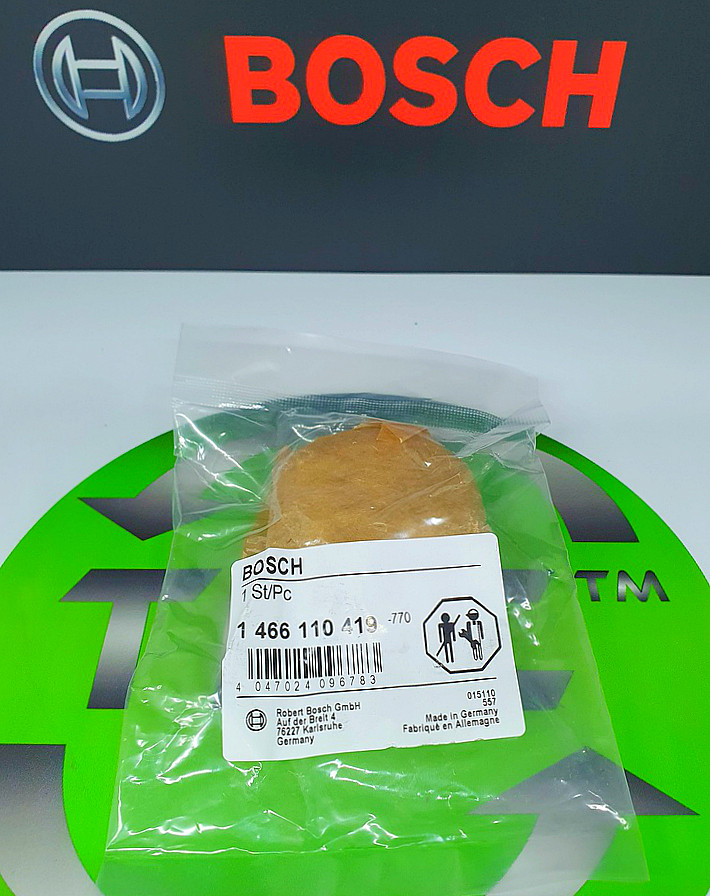 BOSCH
BOSCH
1 St/Pc
1 466 110 419 -770
4 047024 096783
Robert Bosch GmbH
Auf der Breit 4
76227 Karlsruhe
Germany
015110
557
Made in Germany
Fabriqué en Allemagne
TM